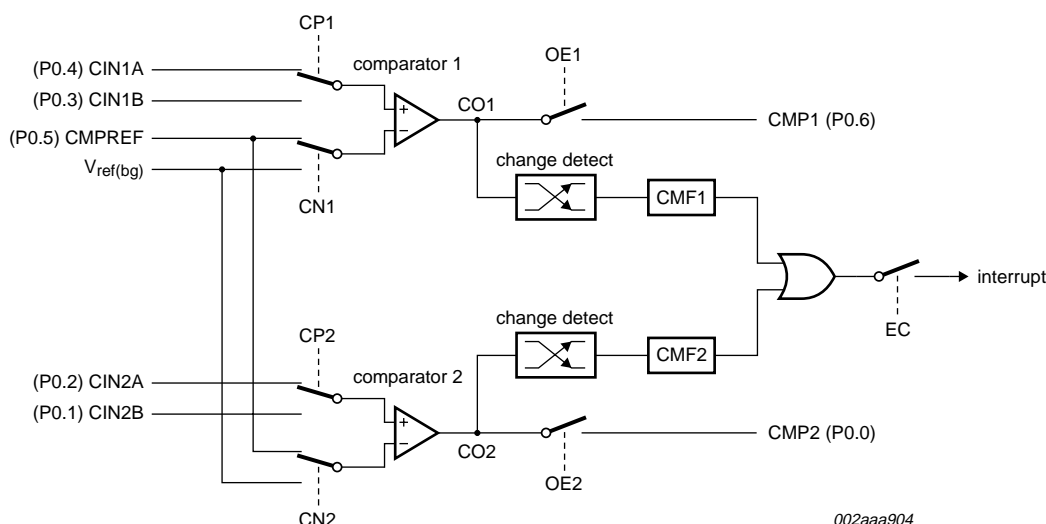 CP1
OE1
comparator 1
(P0.4) CIN1A
(P0.3) CIN1B
+
−
CO1
CMP1 (P0.6)
(P0.5) CMPREF
Vref(bg)
change detect
CMF1
CN1
interrupt
EC
change detect
CMF2
CP2
comparator 2
(P0.2) CIN2A
(P0.1) CIN2B
+
−
CO2
CMP2 (P0.0)
OE2
CN2
002aaa904